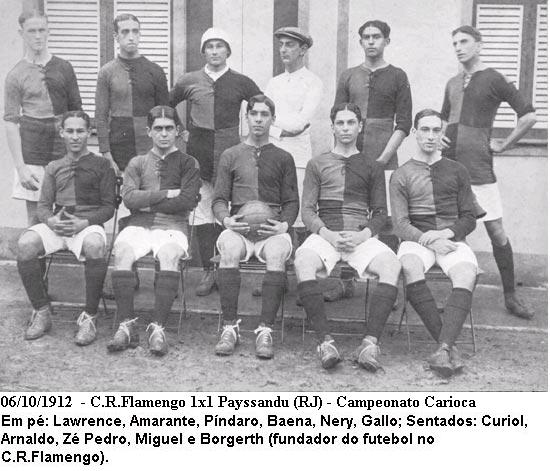 06/10/1912 - C.R.Flamengo 1x1 Payssandu (RJ) - Campeonato Carioca
Em pé: Lawrence, Amarante, Píndaro, Baena, Nery, Gallo; Sentados: Curiol,
Arnaldo, Zé Pedro, Miguel e Borgerth (fundador do futebol no
C.R.Flamengo).